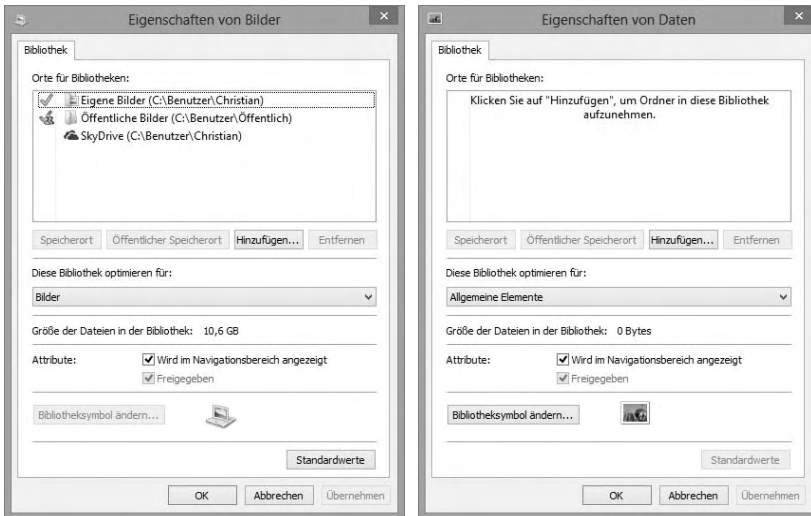 Eigenschaften von Bilder
Bibliothek
Orte für Bibliotheken:
Eigene Bilder (C:\Benutzer\Christian)
Öffentliche Bilder (C:\Benutzer\Öffentlich)
SkyDrive (C:\Benutzer\Christian)
Speicherort Öffentlicher Speicherort Hinzufügen... Entfernen
Diese Bibliothek optimieren für:
Bilder
Größe der Dateien in der Bibliothek: 10,6 GB
Attribute: Wird im Navigationsbereich angezeigt
Freigegeben
Bibliotheksymbol ändern...
Standardwerte
OK Abbrechen Übernehmen
Eigenschaften von Daten
Bibliothek
Orte für Bibliotheken:
Klicken Sie auf "Hinzufügen", um Ordner in diese Bibliothek
aufzunehmen.
Speicherort Öffentlicher Speicherort Hinzufügen... Entfernen
Diese Bibliothek optimieren für:
Allgemeine Elemente
Größe der Dateien in der Bibliothek: 0 Bytes
Attribute: Wird im Navigationsbereich angezeigt
Freigegeben
Bibliotheksymbol ändern...
Standardwerte
OK Abbrechen Übernehmen